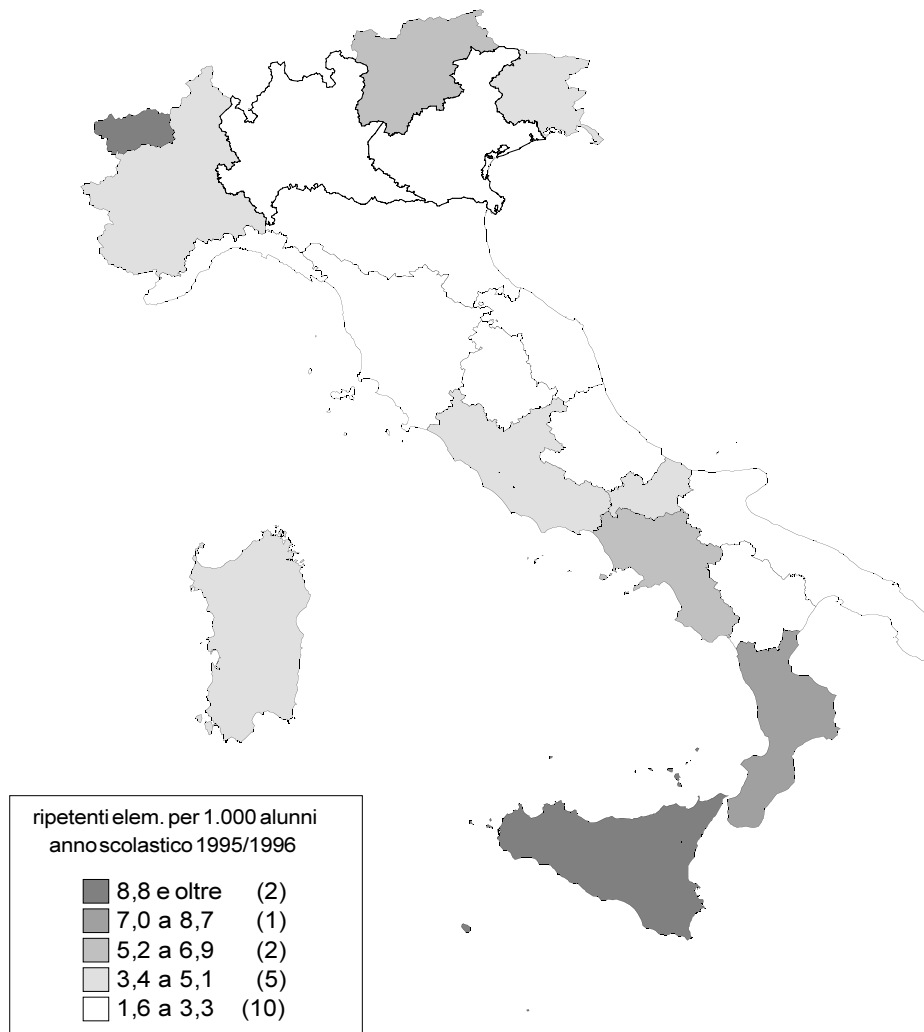 ripetenti elem. per 1.000 alunni
anno scolastico 1995/1996
8,8 e oltre (2)
7,0 a 8,7 (1)
5,2 a 6,9 (2)
3,4 a 5,1 (5)
1,6 a 3,3 (10)